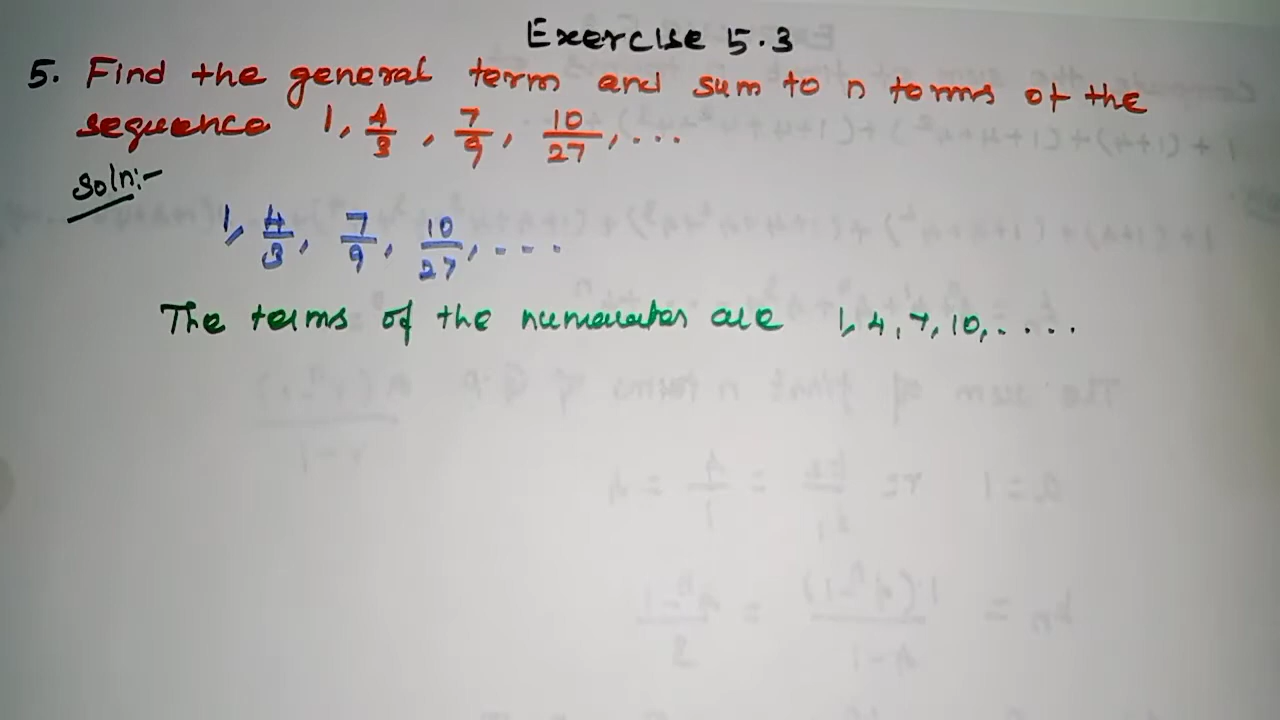 Exercise 5.3
5. Find the general term and sum to n terms of the
sequence 1, 4/3, 7/9, 10/27, ...
Soln:-
1, 4/3, 7/9, 10/27, ....
The terms of the numerator are 1, 4, 7, 10, ....